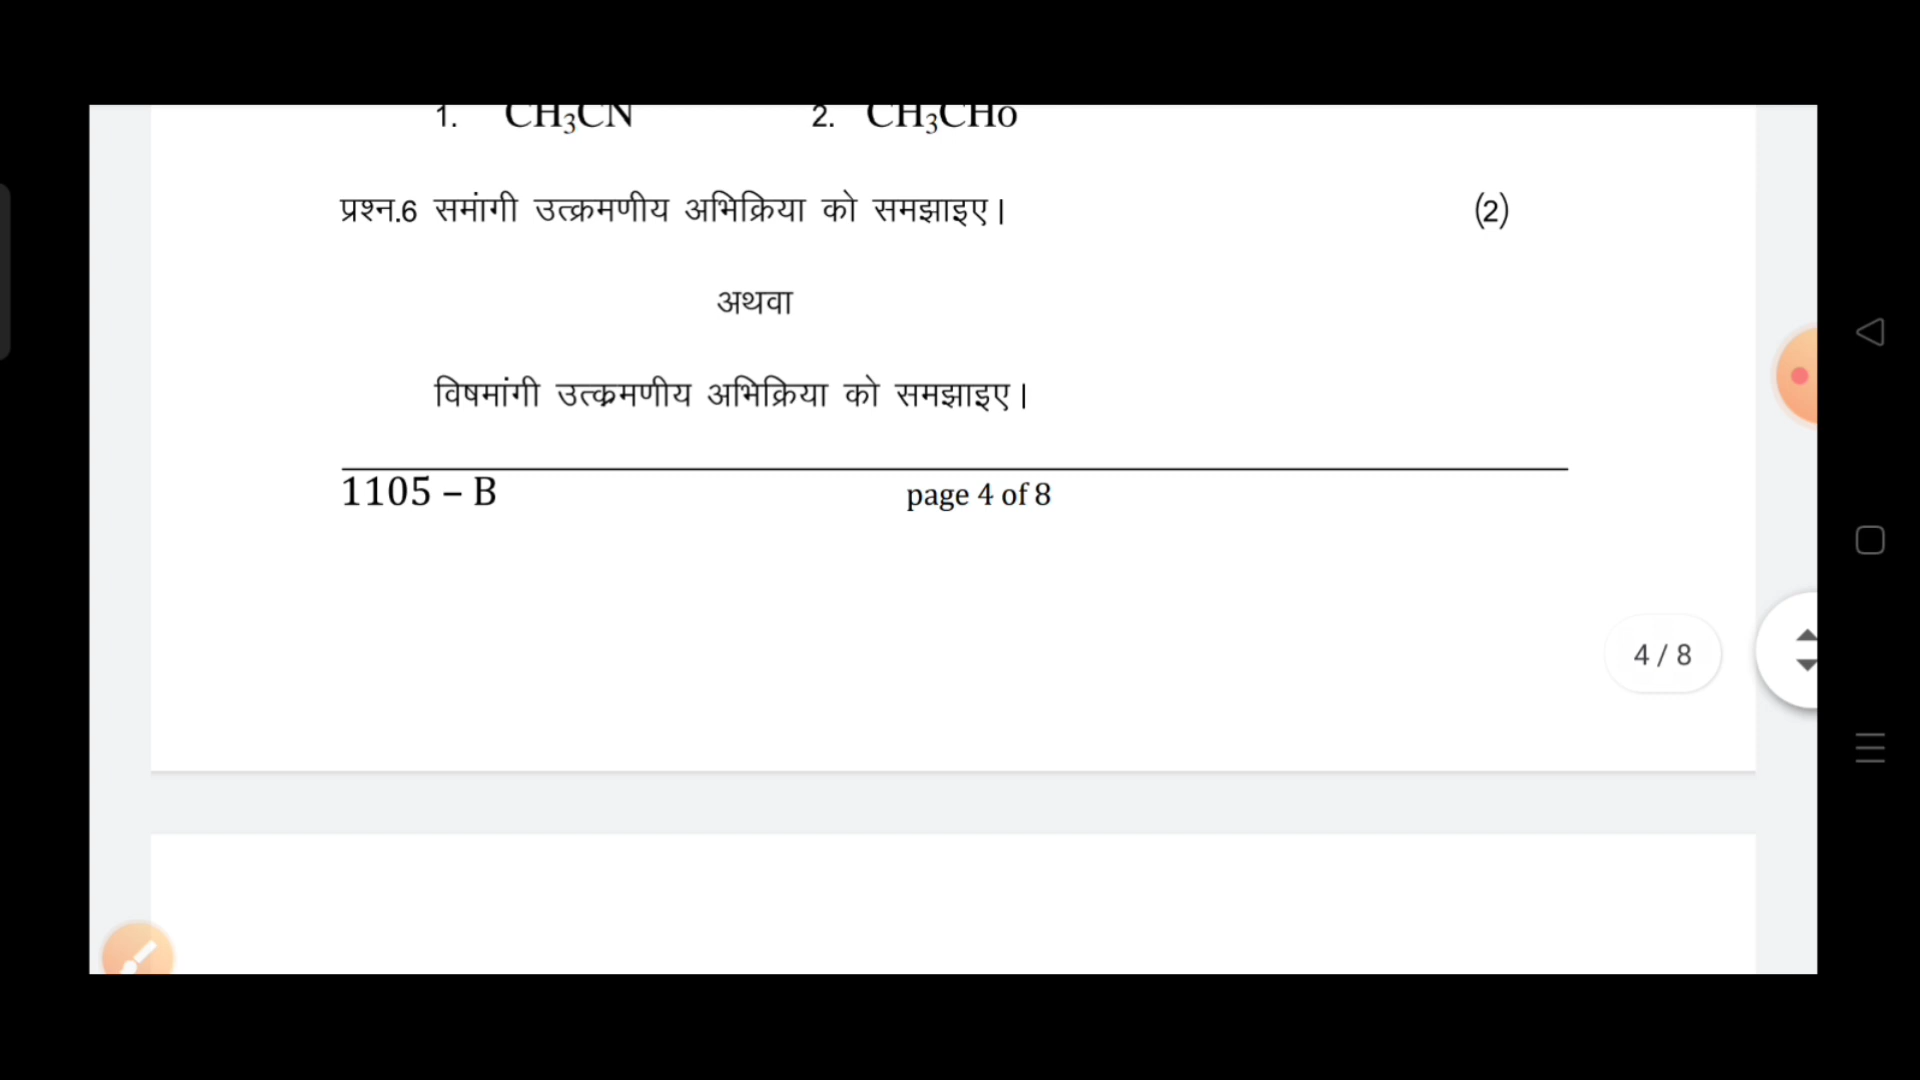 1. CH₃CN 2. CH₃CHo
प्रश्न.6 समांगी उत्क्रमणीय अभिक्रिया को समझाइए। (2)
अथवा
विषमांगी उत्क्रमणीय अभिक्रिया को समझाइए।
1105 – B page 4 of 8
4 / 8